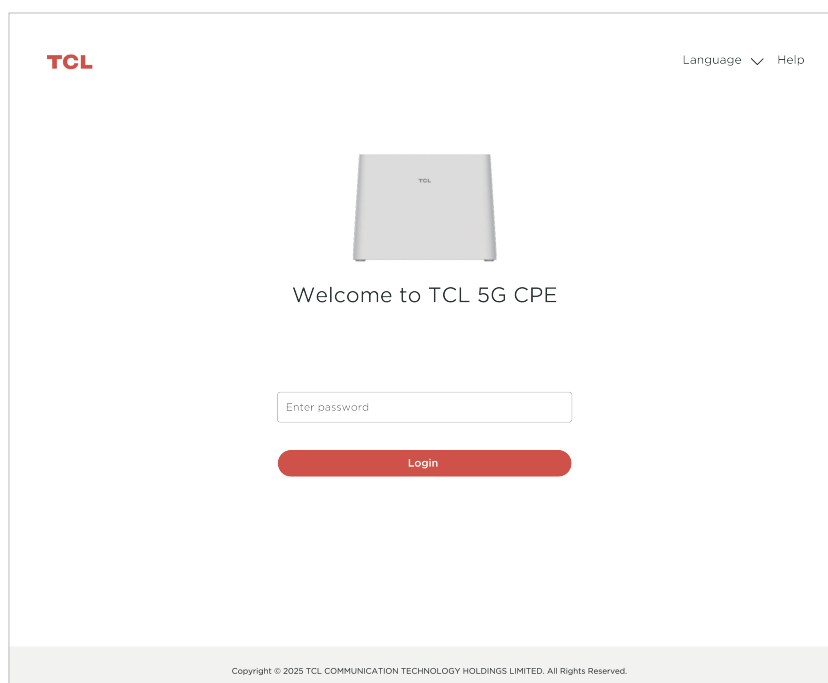 TCL
Language Help
TCL
Welcome to TCL 5G CPE
Enter password
Login
Copyright © 2025 TCL COMMUNICATION TECHNOLOGY HOLDINGS LIMITED. All Rights Reserved.